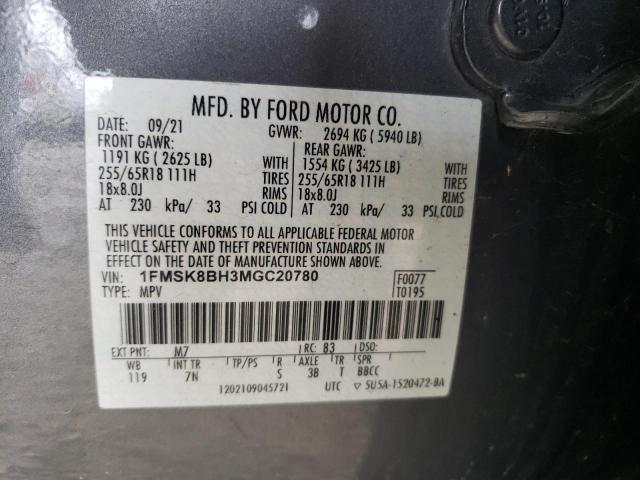 MFD. BY FORD MOTOR CO.
DATE: 09/21 GVWR: 2694 KG ( 5940 LB)
FRONT GAWR: REAR GAWR:
1191 KG ( 2625 LB) WITH 1554 KG ( 3425 LB) WITH
255/65R18 111H TIRES 255/65R18 111H TIRES
18x8.0J RIMS 18x8.0J RIMS
AT 230 kPa/ 33 PSI COLD AT 230 kPa/ 33 PSI COLD
THIS VEHICLE CONFORMS TO ALL APPLICABLE FEDERAL MOTOR
VEHICLE SAFETY AND THEFT PREVENTION STANDARDS IN
EFFECT ON THE DATE OF MANUFACTURE SHOWN ABOVE.
VIN: 1FMSK8BH3MGC20780 F0077
TYPE: MPV T0195
EXT PNT: M7 RC: 83 DSO:
WB INT TR TP/PS R AXLE TR SPR
119 7N S 3B T BBCC
120210904572I UTC ▽ 5U5A-1520472-BA